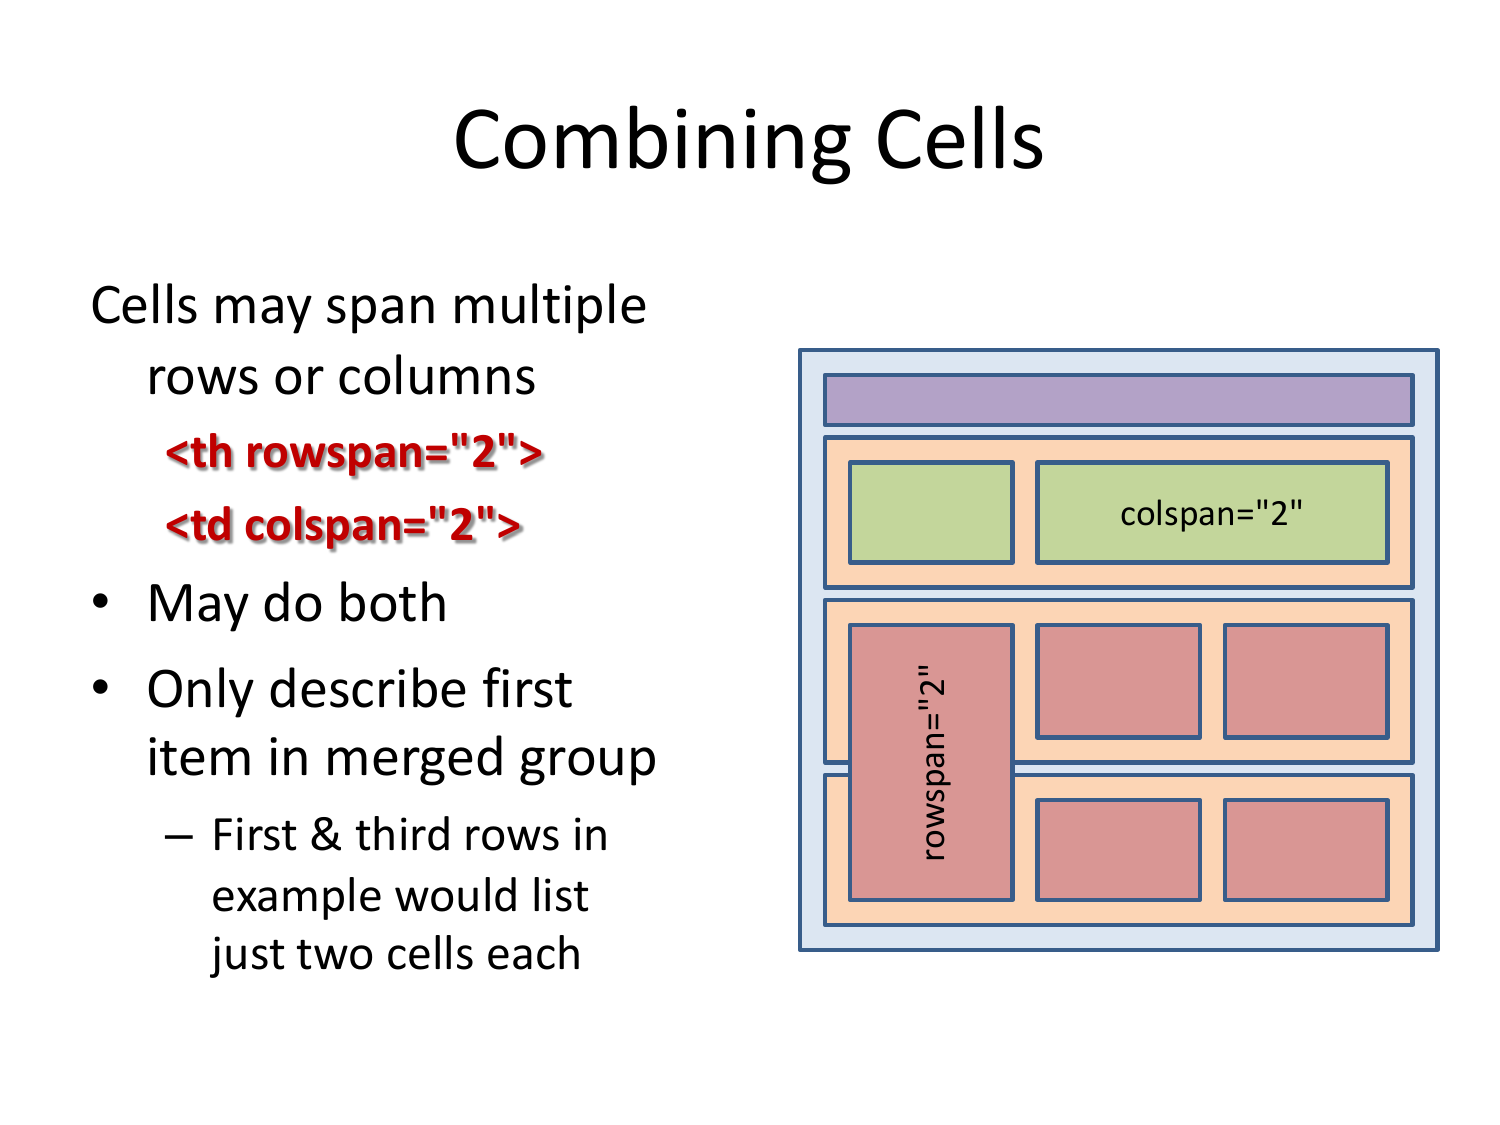 Combining Cells
Cells may span multiple
rows or columns
<th rowspan="2">
<td colspan="2">
• May do both
• Only describe first
item in merged group
– First & third rows in
example would list
just two cells each
colspan="2"
rowspan="2"